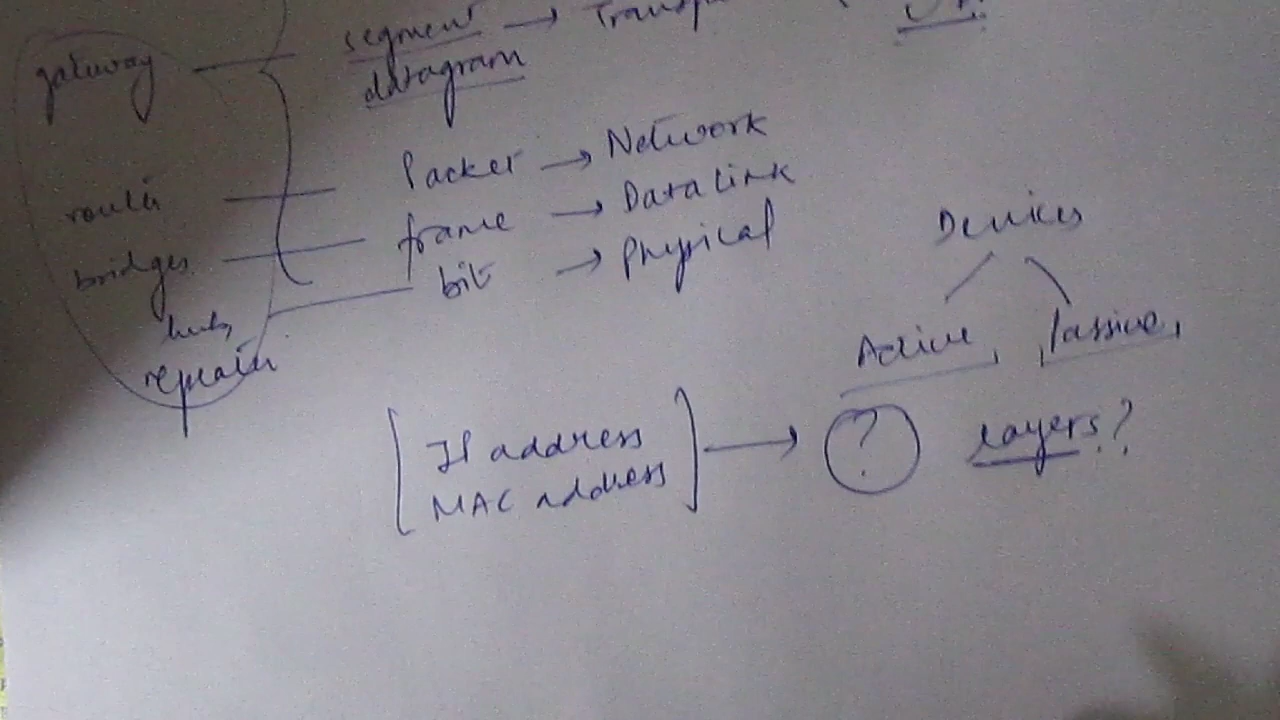 gateway — segment → Transp
datagram
router — Packet → Network
bridges — frame → Data Link
hubs, — bit → Physical
repeater
Devices
Active, Passive,
[ IP address
MAC address ] → ? Layers?